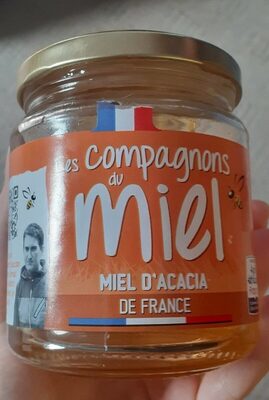 Les Compagnons
du
miel
MIEL D'ACACIA
DE FRANCE